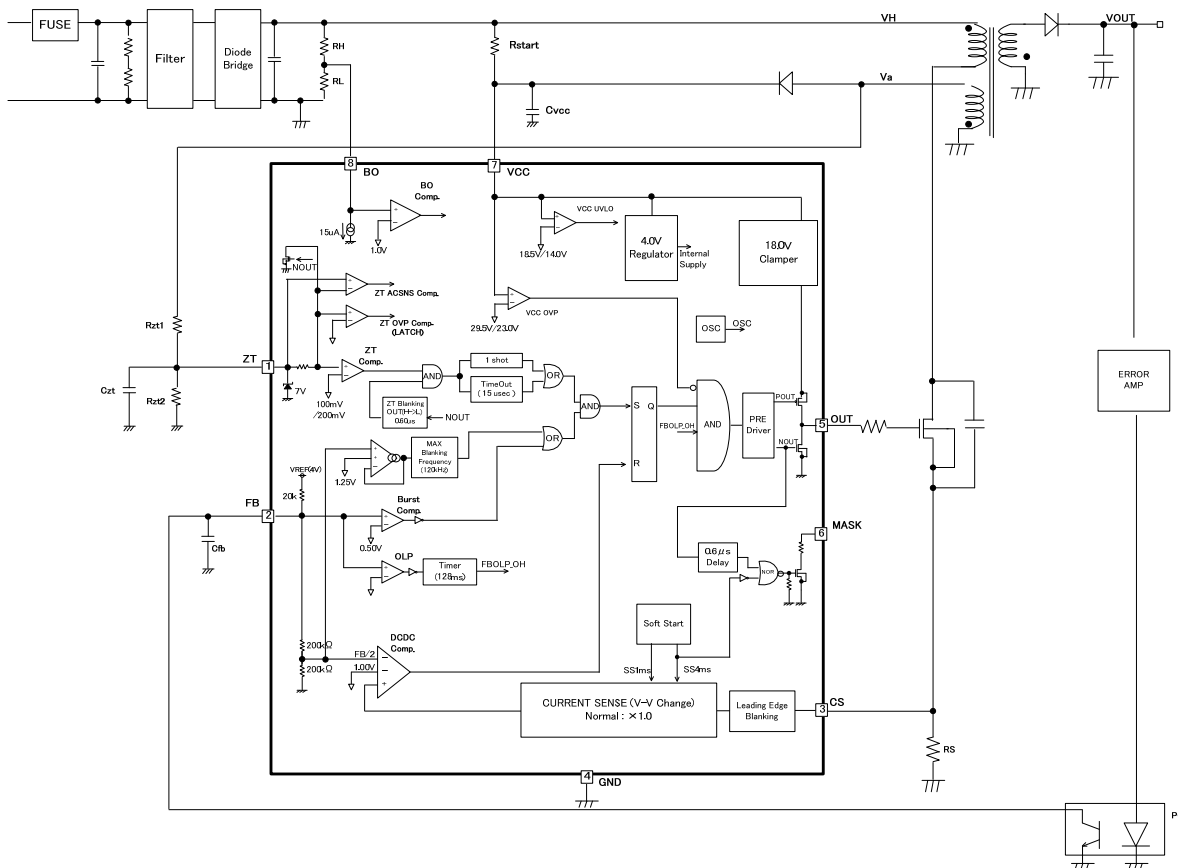 FUSE
Filter
Diode
Bridge
RH
RL
Rstart
Cvcc
VH
Va
VOUT
8
BO
7
VCC
BO
Comp.
15uA
1.0V
VCC UVLO
18.5V/14.0V
4.0V
Regulator
Internal
Supply
18.0V
Clamper
NOUT
ZT ACSNS Comp.
ZT OVP Comp.
(LATCH)
VCC OVP
29.5V/23.0V
OSC
OSC
Rzt1
ZT
1
Czt
Rzt2
7V
ZT
Comp.
100mV
/200mV
AND
1 shot
TimeOut
(15 usec)
OR
ZT Blanking
OUT(H->L)
0.60us
NOUT
AND
OR
S
Q
R
FBOLP_OH
AND
PRE
Driver
POUT
NOUT
5
OUT
ERROR
AMP
1.25V
MAX
Blanking
Frequency
(120kHz)
VREF(4V)
20k
FB
2
Cfb
Burst
Comp.
0.50V
OLP
Timer
(128ms)
FBOLP_OH
0.6μs
Delay
NOR
6
MASK
Soft Start
SS1ms
SS4ms
200kΩ
200kΩ
FB/2
1.00V
DCDC
Comp.
CURRENT SENSE (V-V Change)
Normal : ×1.0
Leading Edge
Blanking
3
CS
RS
4
GND
P